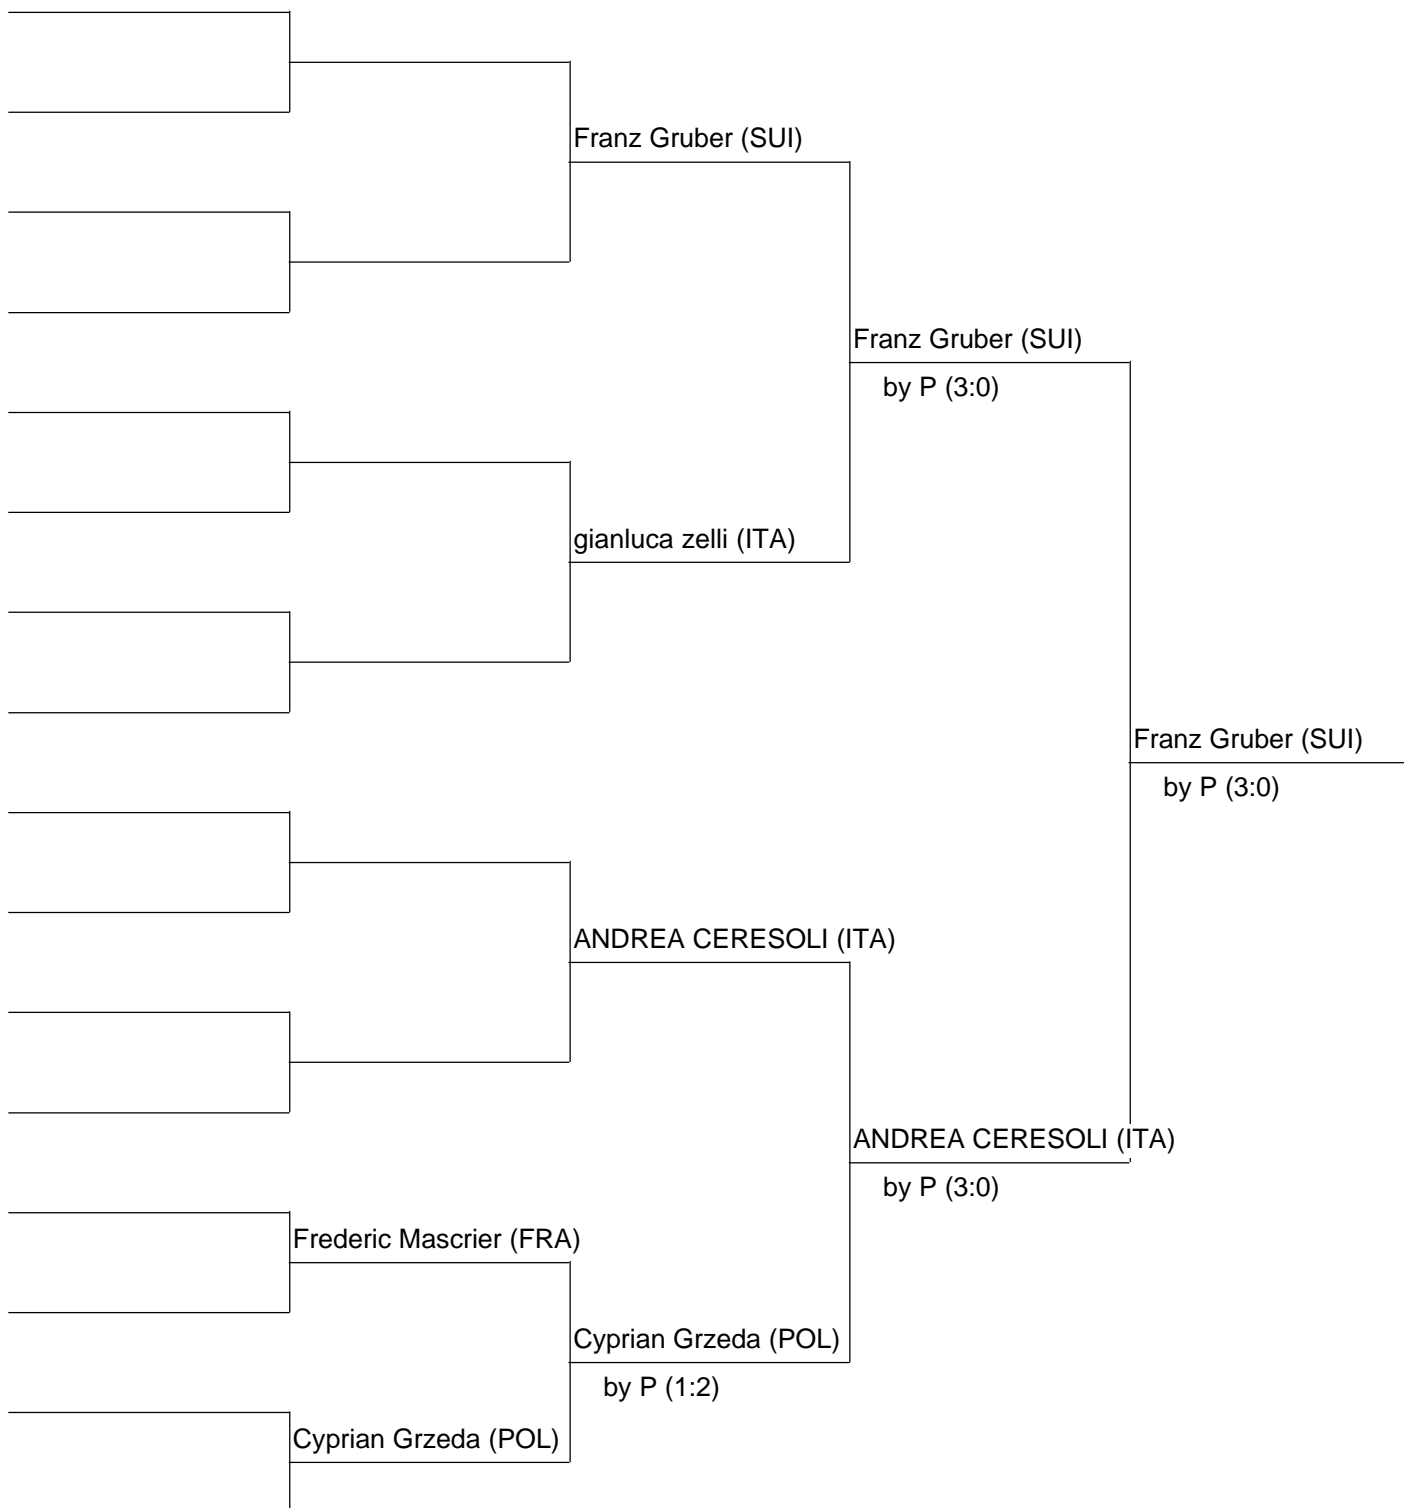 Franz Gruber (SUI)
Franz Gruber (SUI)
by P (3:0)
gianluca zelli (ITA)
Franz Gruber (SUI)
by P (3:0)
ANDREA CERESOLI (ITA)
ANDREA CERESOLI (ITA)
by P (3:0)
Frederic Mascrier (FRA)
Cyprian Grzeda (POL)
by P (1:2)
Cyprian Grzeda (POL)